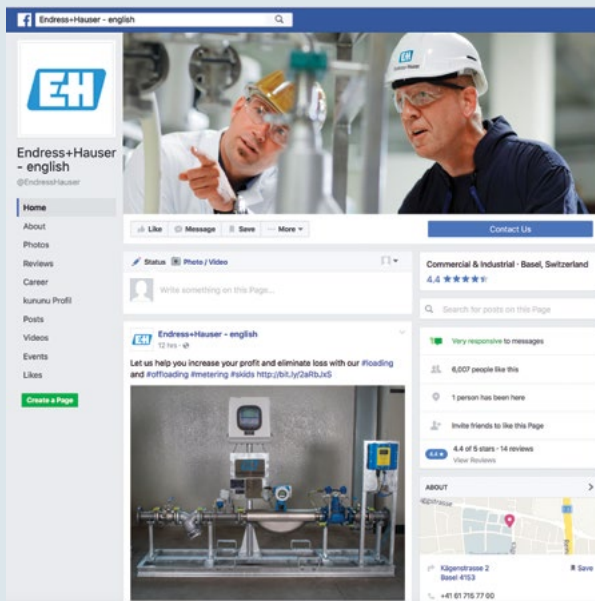 Endress+Hauser - english
EH
Endress+Hauser
- english
@EndressHauser
Home
About
Photos
Reviews
Career
kununu Profil
Posts
Videos
Events
Likes
Create a Page
EH
Like
Message
Save
More
Contact Us
Status
Photo / Video
Write something on this Page...
EH
Endress+Hauser - english
12 hrs
Let us help you increase your profit and eliminate loss with our #loading
and #offloading #metering #skids http://bit.ly/2aRbJxS
Commercial & Industrial · Basel, Switzerland
4.4
Search for posts on this Page
Very responsive to messages
6,007 people like this
1 person has been here
Invite friends to like this Page
4.4 of 5 stars · 14 reviews
View Reviews
ABOUT
Kägenstrasse 2
Basel 4153
Save
+41 61 715 77 00